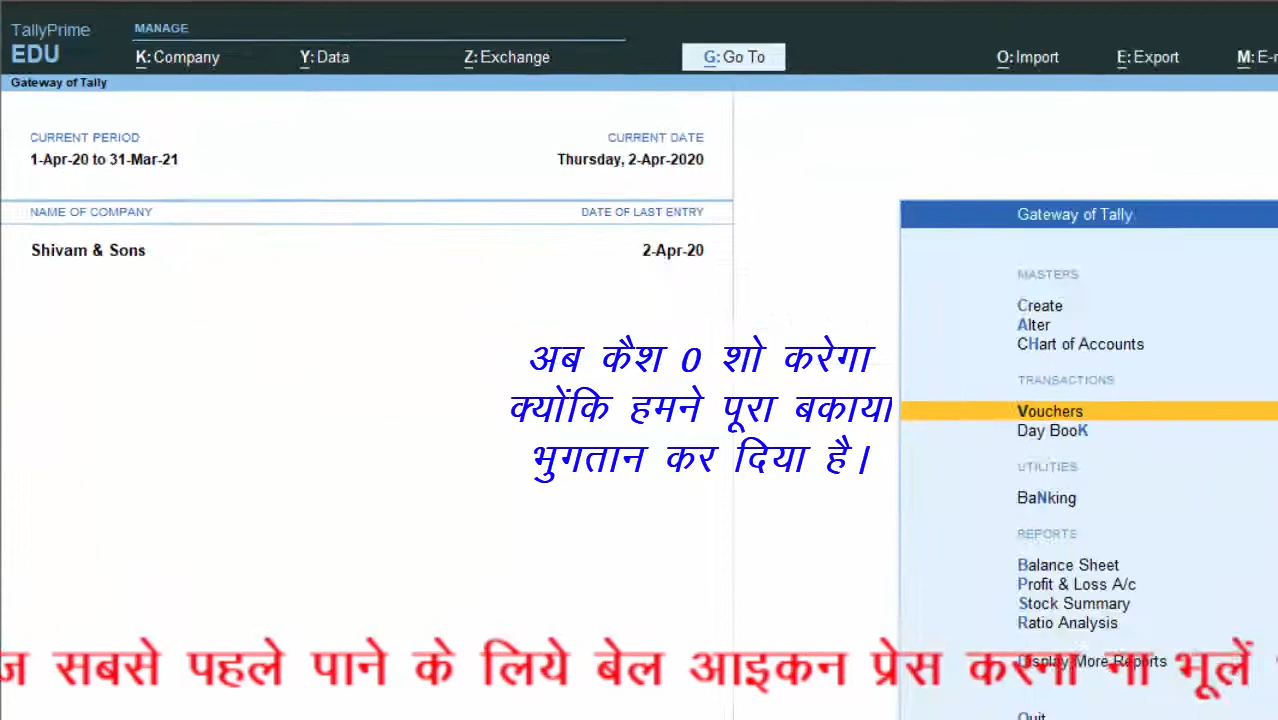 TallyPrime
EDU
MANAGE
K: Company Y: Data Z: Exchange G: Go To O: Import E: Export M:
Gateway of Tally
CURRENT PERIOD CURRENT DATE
1-Apr-20 to 31-Mar-21 Thursday, 2-Apr-2020
NAME OF COMPANY DATE OF LAST ENTRY
Shivam & Sons 2-Apr-20
Gateway of Tally
MASTERS
Create
Alter
CHart of Accounts
TRANSACTIONS
Vouchers
Day BooK
UTILITIES
BaNking
REPORTS
Balance Sheet
Profit & Loss A/c
Stock Summary
Ratio Analysis
Display More Reports
Quit
अब कैश 0 शो करेगा
क्योंकि हमने पूरा बकाया
भुगतान कर दिया है।
सबसे पहले पाने के लिये बेल आइकन प्रेस करना ना भूलें